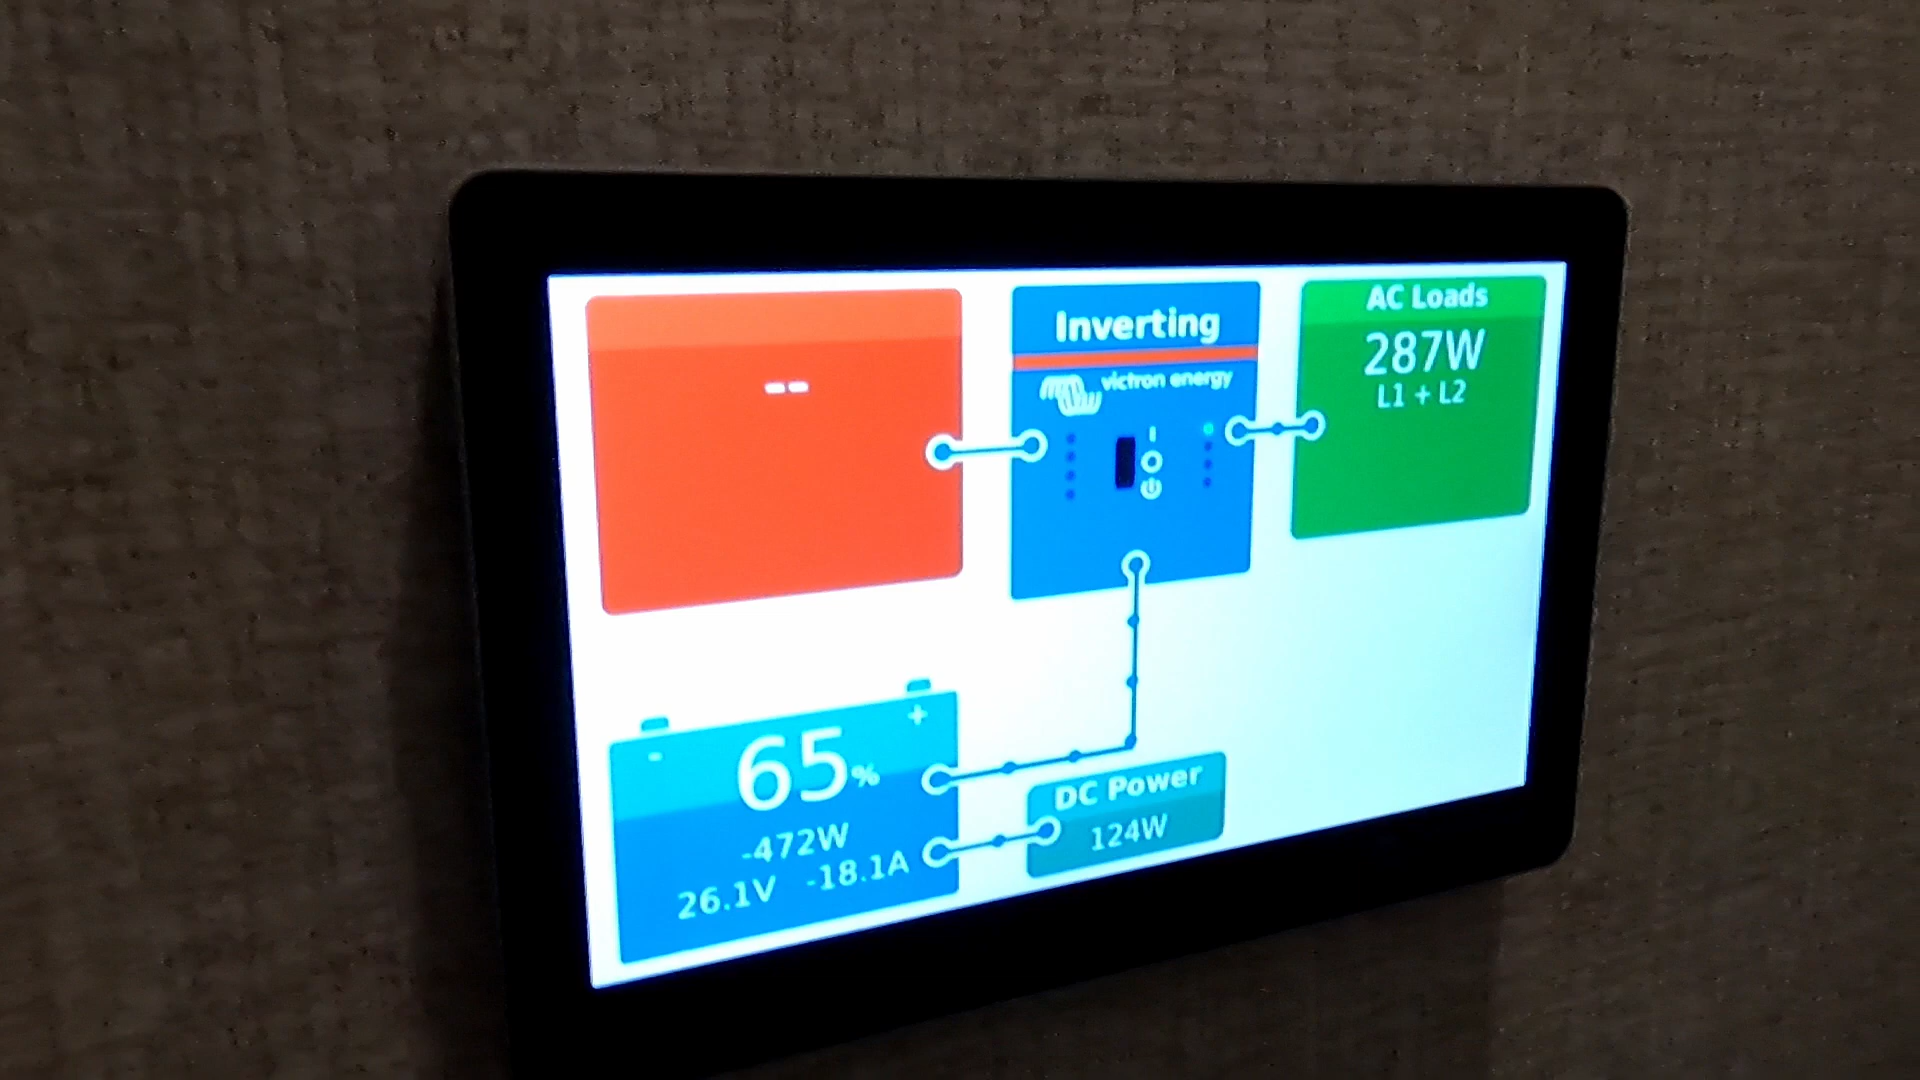 --
Inverting
victron energy
I
AC Loads
287W
L1 + L2
- +
65%
-472W
26.1V -18.1A
DC Power
124W